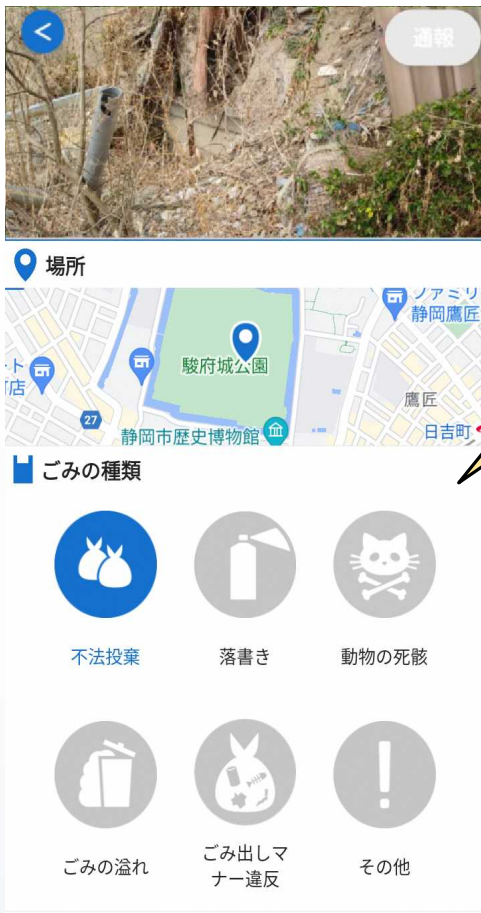 通報
場所
ファミリ
静岡鷹匠
ート
店
駿府城公園
鷹匠
27
静岡市歴史博物館
日吉町
ごみの種類
不法投棄
落書き
動物の死骸
ごみの溢れ
ごみ出しマ
ナー違反
その他